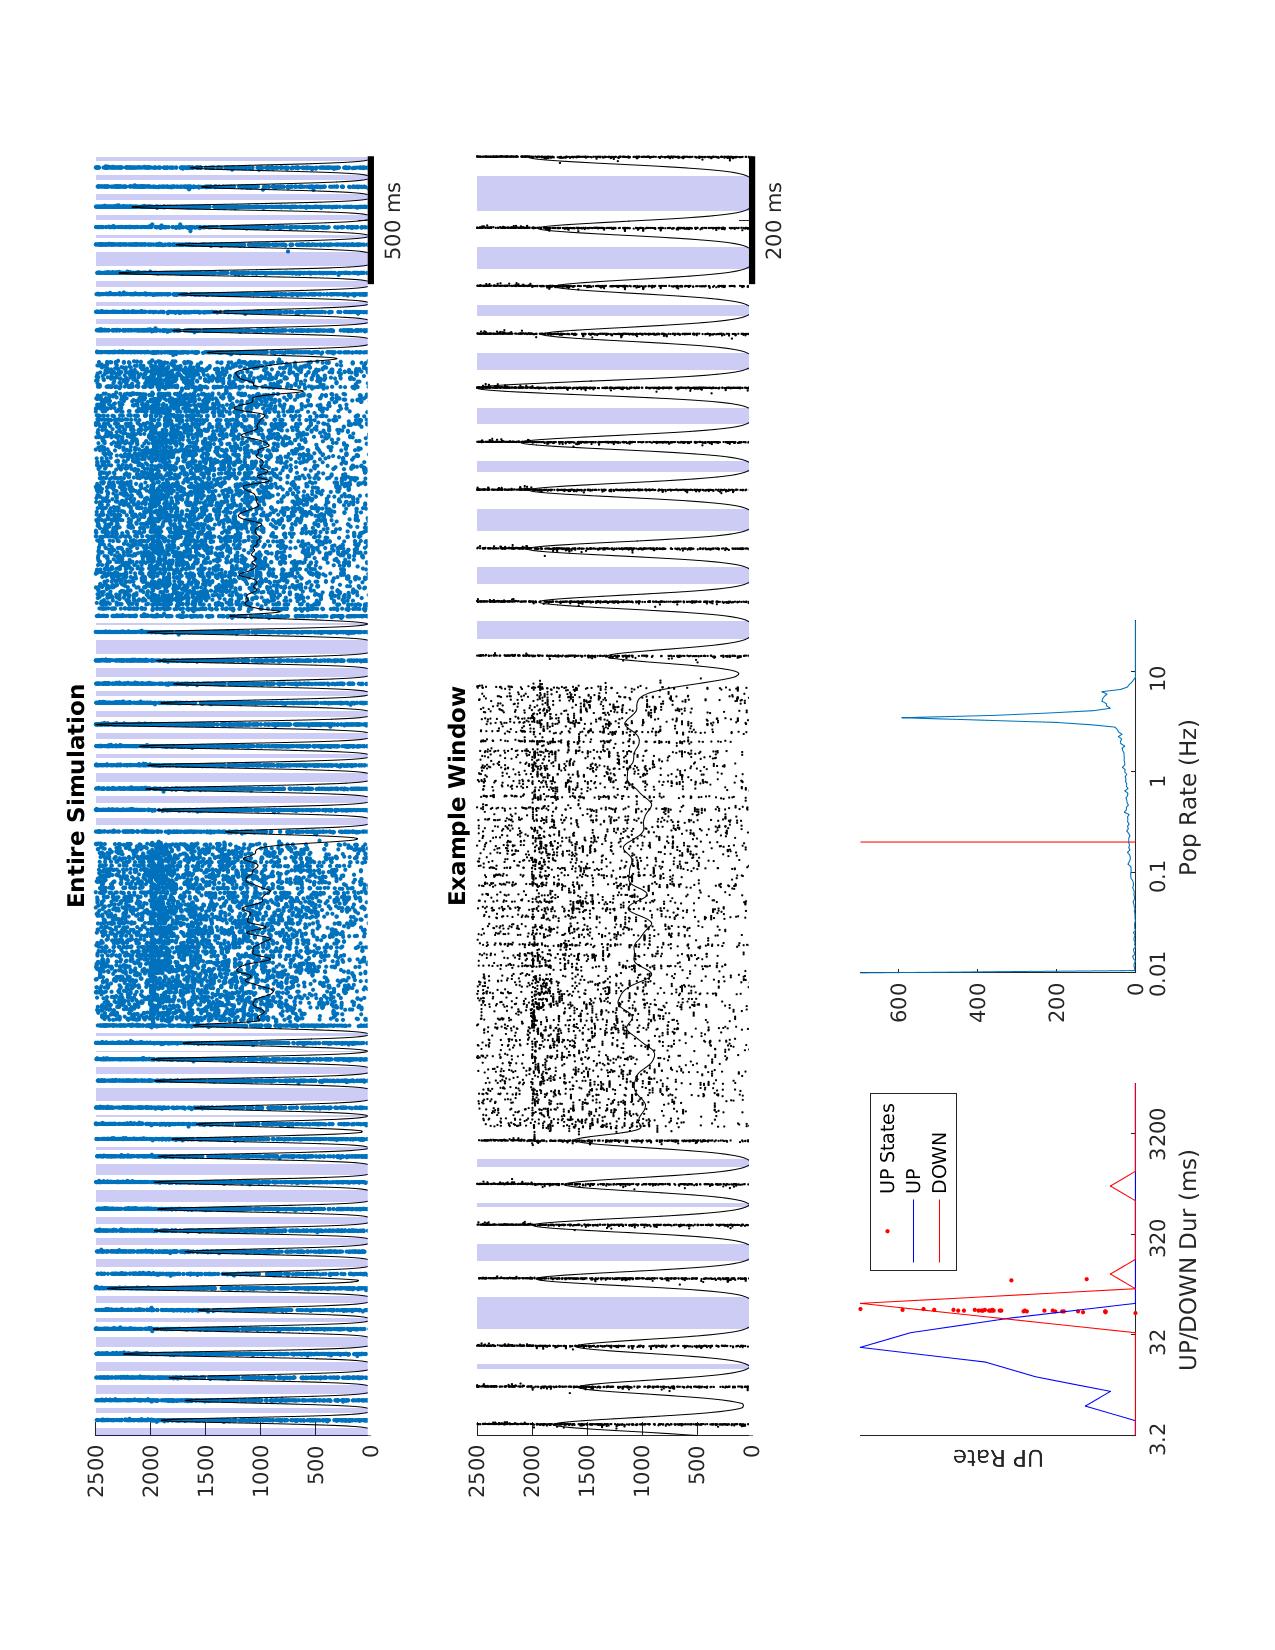 Entire Simulation
2500
2000
1500
1000
500
0
500 ms
Example Window
2500
2000
1500
1000
500
0
200 ms
UP Rate
UP States
UP
DOWN
3.2 32 320 3200
UP/DOWN Dur (ms)
600
400
200
0
0.01 0.1 1 10
Pop Rate (Hz)